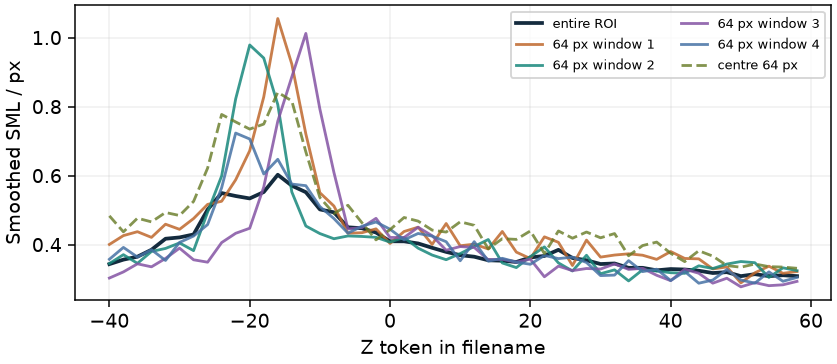 entire ROI
64 px window 1
64 px window 2
64 px window 3
64 px window 4
centre 64 px
Smoothed SML / px
1.0
0.8
0.6
0.4
−40
−20
0
20
40
60
Z token in filename